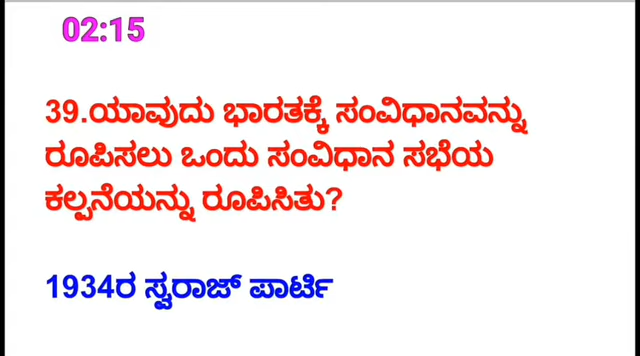 02:15
39.ಯಾವುದು ಭಾರತಕ್ಕೆ ಸಂವಿಧಾನವನ್ನು
ರೂಪಿಸಲು ಒಂದು ಸಂವಿಧಾನ ಸಭೆಯ
ಕಲ್ಪನೆಯನ್ನು ರೂಪಿಸಿತು?
1934ರ ಸ್ವರಾಜ್ ಪಾರ್ಟಿ